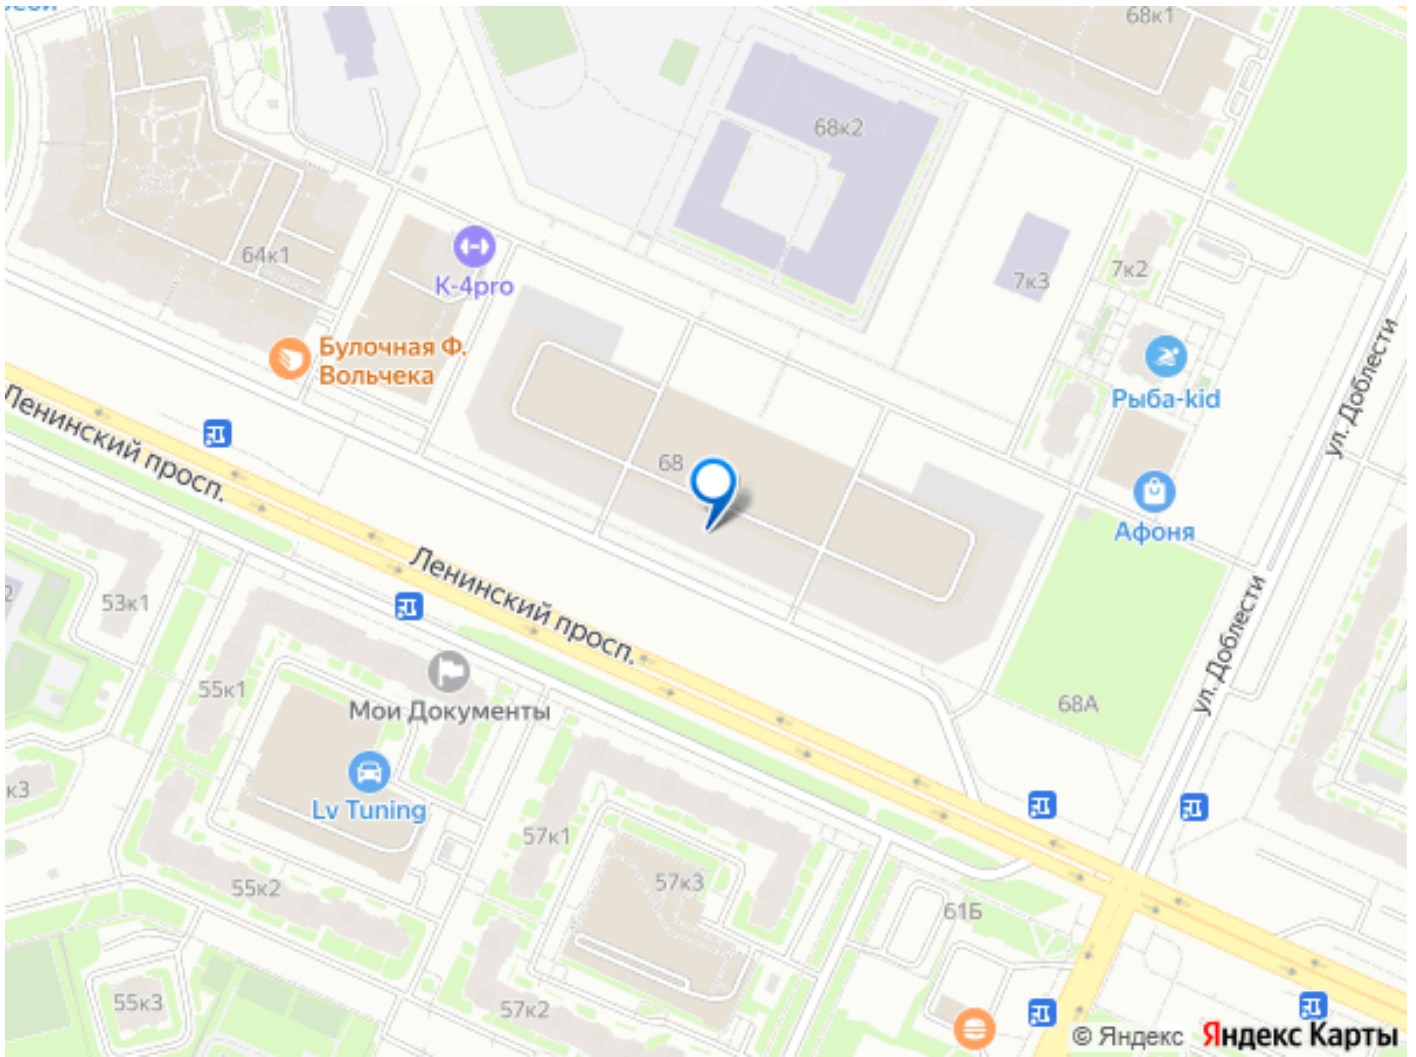 68к1
68к2
64к1
K-4pro
7к3
7к2
Булочная Ф.
Вольчека
Рыба-kid
ул. Доблести
Ленинский просп.
68
Афоня
Ленинский просп.
53к1
ул. Доблести
55к1
Мои Документы
68А
к3
Lv Tuning
57к1
55к2
57к3
61Б
55к3
57к2
© Яндекс Яндекс Карты